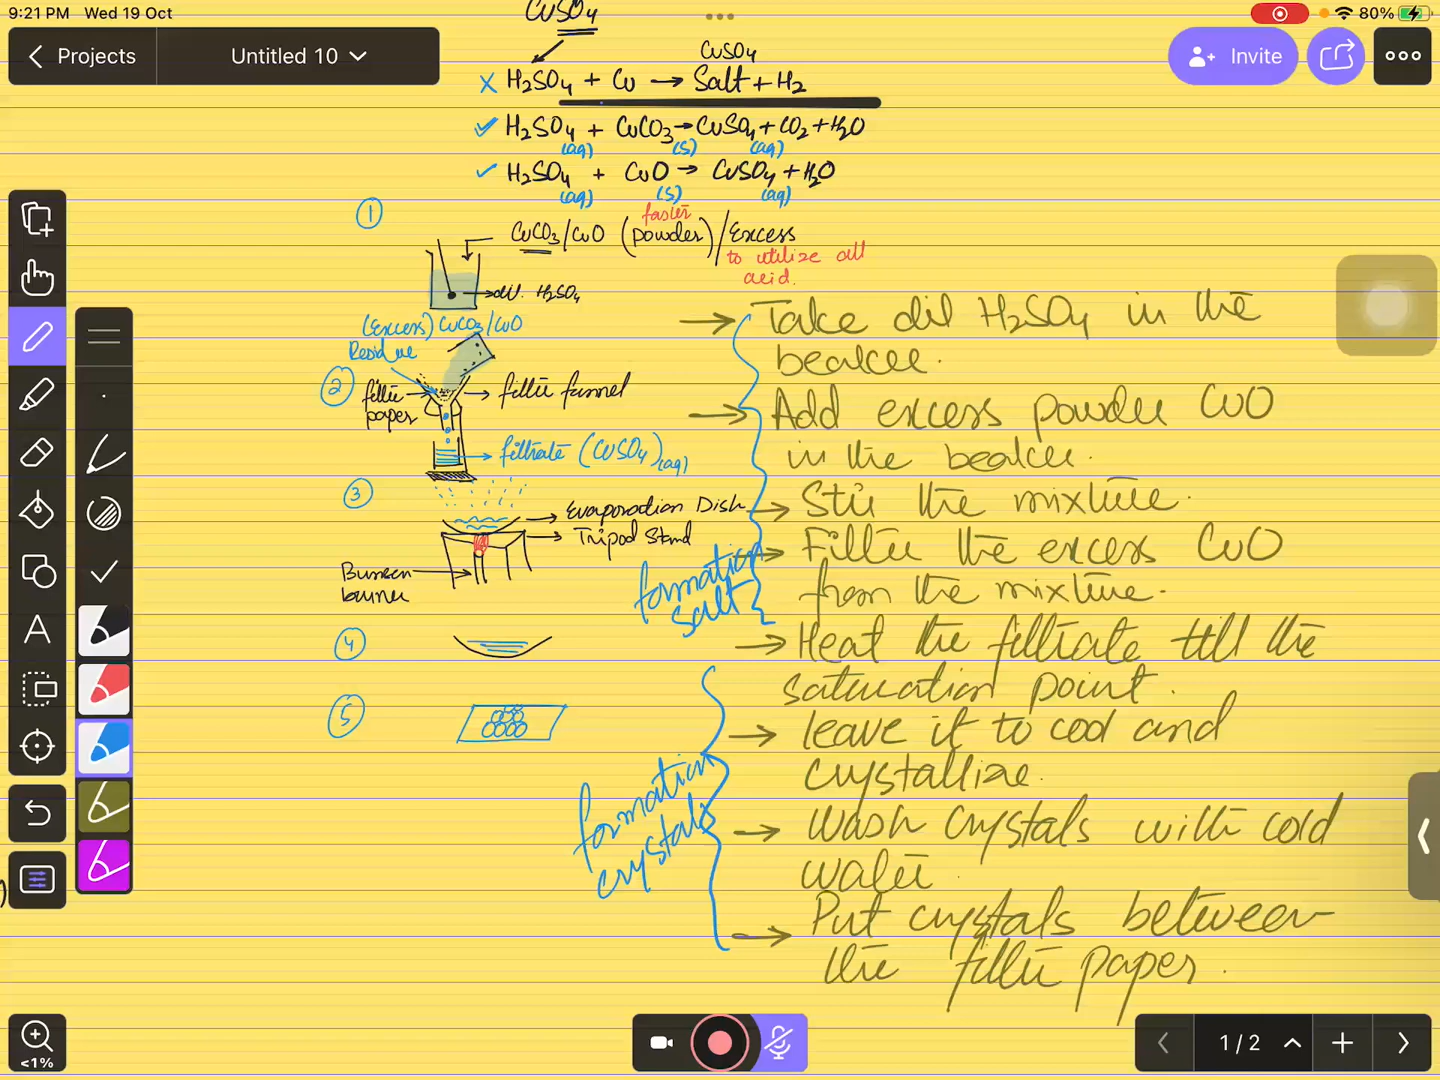 9:21 PM Wed 19 Oct
80%
Projects
Untitled 10
Invite
CuSO4
CuSO4
x H2SO4 + Cu → Salt + H2
✓ H2SO4 + CuCO3 → CuSO4 + CO2 + H2O
(aq) (s) (aq)
✓ H2SO4 + CuO → CuSO4 + H2O
(aq) (s) (aq)
1
faster
CuCO3/CuO (powder)/Excess
to utilize all
acid.
dil. H2SO4
(Excess) CuCO3/CuO
Residue
2
filter
paper
filter funnel
filtrate (CuSO4)(aq)
3
Evaporation Dish
Tripod Stand
Bunsen
burner
4
5
→ Take dil H2SO4 in the
beaker.
→ Add excess powder CuO
in the beaker.
→ Stir the mixture.
→ Filter the excess CuO
from the mixture.
formation
salt
→ Heat the filtrate till the
saturation point.
→ leave it to cool and
crystallize.
→ Wash crystals with cold
water.
→ Put crystals between
the filter paper.
formation
crystals
A
<1%
1 / 2